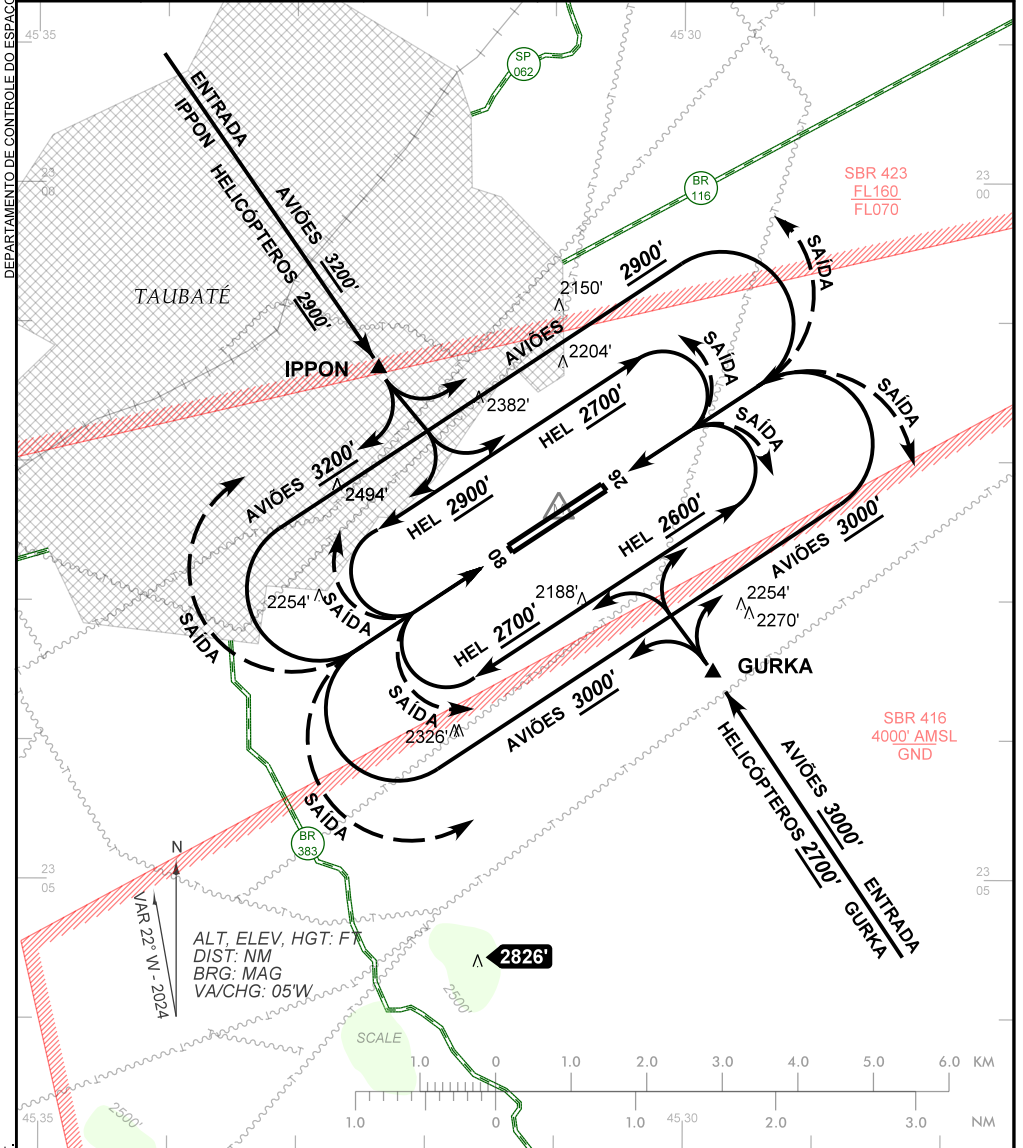 DEPARTAMENTO DE CONTROLE DO ESPAÇO
45 35
45 30
SP
062
ENTRADA
IPPON
HELICÓPTEROS 2900'
AVIÕES 3200'
23
08
BR
116
SBR 423
FL160
FL070
23
00
TAUBATÉ
SAÍDA
2900'
AVIÕES
2150'
2204'
IPPON
SAÍDA
2382'
HEL 2700'
SAÍDA
SAÍDA
AVIÕES 3200'
2494'
HEL 2900'
26
08
HEL 2600'
AVIÕES 3000'
2254'
SAÍDA
SAÍDA
2188'
2254'
2270'
HEL 2700'
GURKA
SAÍDA
2326'
AVIÕES 3000'
SBR 416
4000' AMSL
GND
AVIÕES 3000'
HELICÓPTEROS 2700'
ENTRADA
GURKA
SAÍDA
BR
383
N
23
05
23
05
VAR 22° W - 2024
ALT, ELEV, HGT: FT
DIST: NM
BRG: MAG
VA/CHG: 05'W
2826'
2500'
SCALE
1.0 0 1.0 2.0 3.0 4.0 5.0 6.0 KM
2500'
45 35
45 30
1.0 0 1.0 2.0 3.0 NM